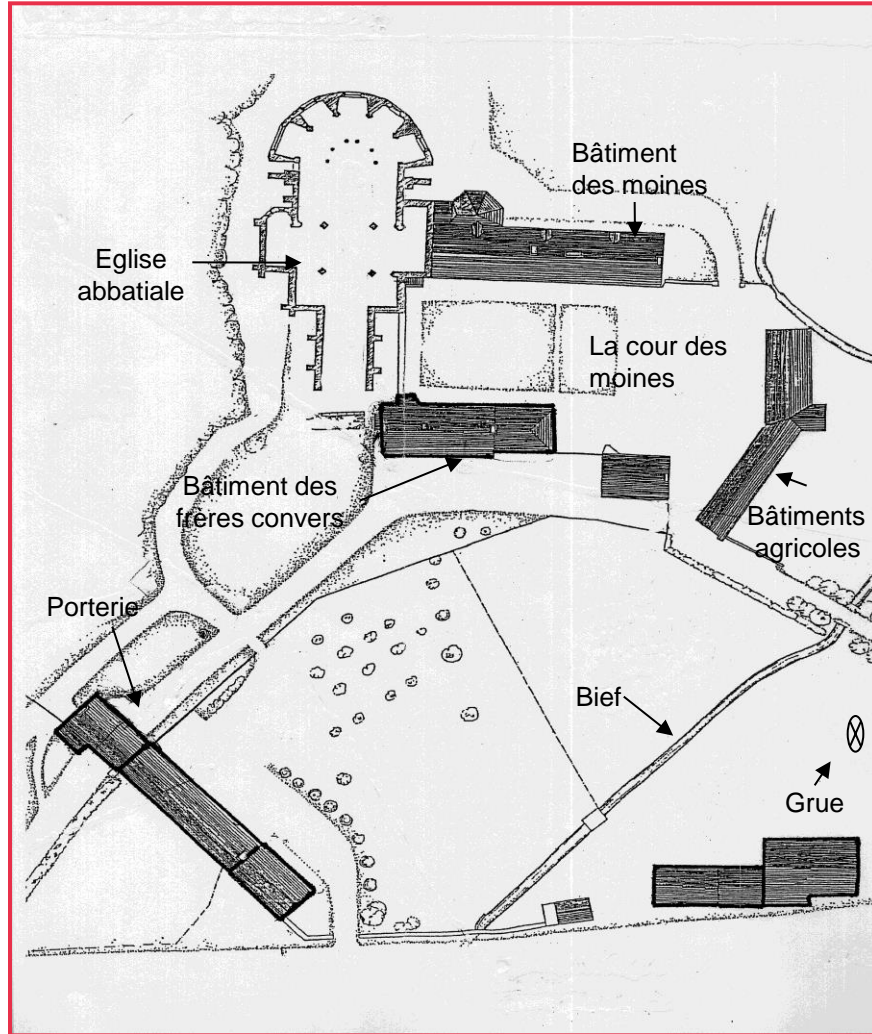 Bâtiment
des moines
Eglise
abbatiale
La cour des
moines
Bâtiment des
frères convers
Bâtiments
agricoles
Porterie
Bief
Grue